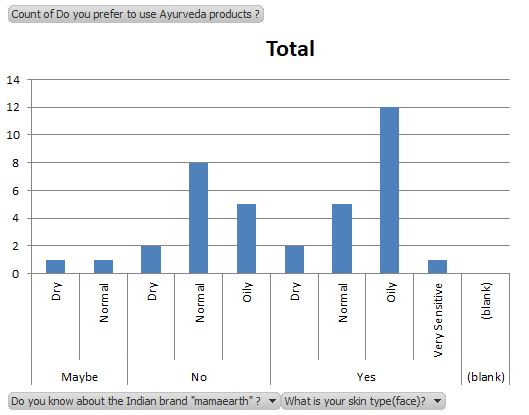 Count of Do you prefer to use Ayurveda products ?
Total
14
12
10
8
6
4
2
0
Dry
Normal
Dry
Normal
Oily
Dry
Normal
Oily
Very Sensitive
(blank)
Maybe No Yes (blank)
Do you know about the Indian brand "mamaearth" ? What is your skin type(face)?